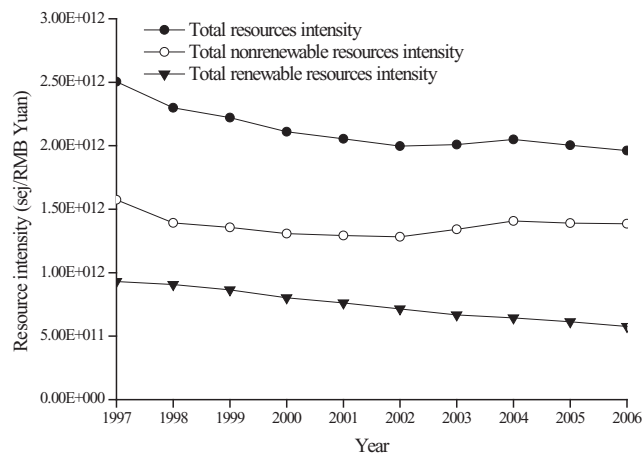 3.00E+012
Total resources intensity
Total nonrenewable resources intensity
Total renewable resources intensity
2.50E+012
2.00E+012
1.50E+012
1.00E+012
5.00E+011
0.00E+000
Resource intensity (sej/RMB Yuan)
1997 1998 1999 2000 2001 2002 2003 2004 2005 2006
Year